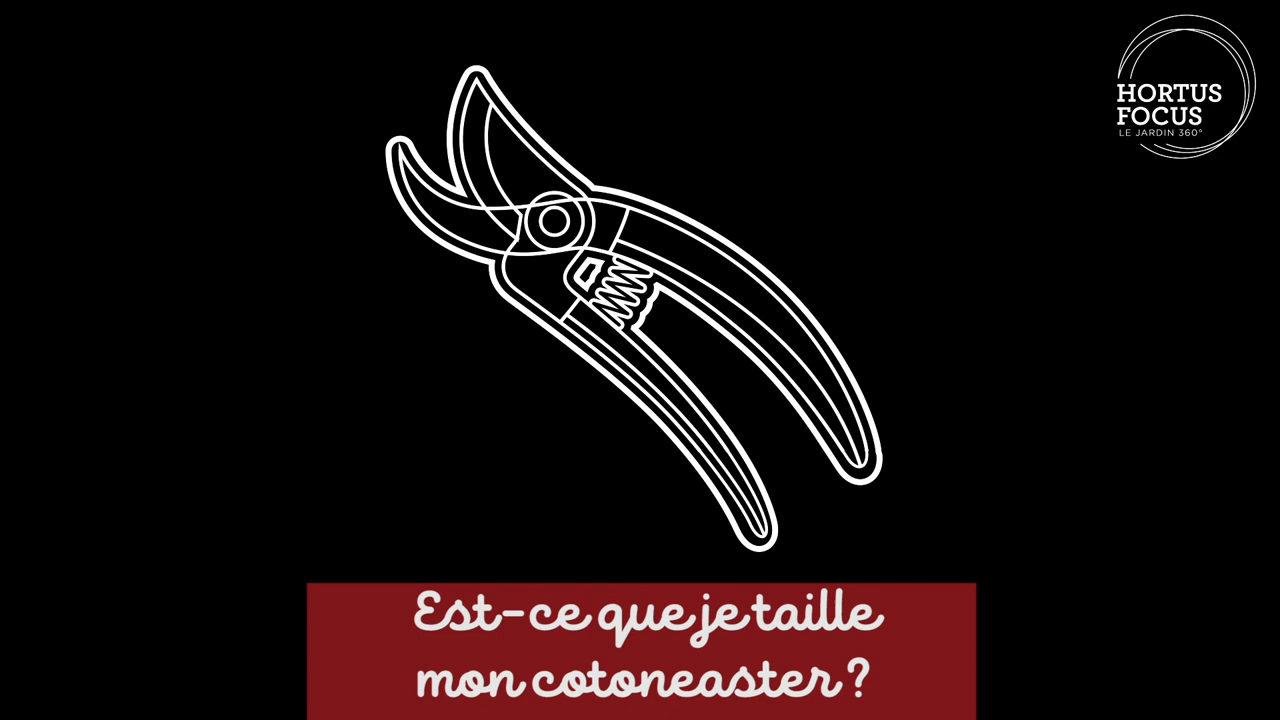 HORTUS
FOCUS
LE JARDIN 360°
Est-ce que je taille
mon cotoneaster ?